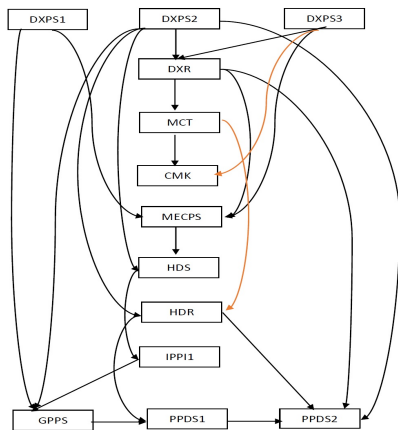 DXPS1 DXPS2 DXPS3
DXR
MCT
CMK
MECPS
HDS
HDR
IPPI1
GPPS PPDS1 PPDS2